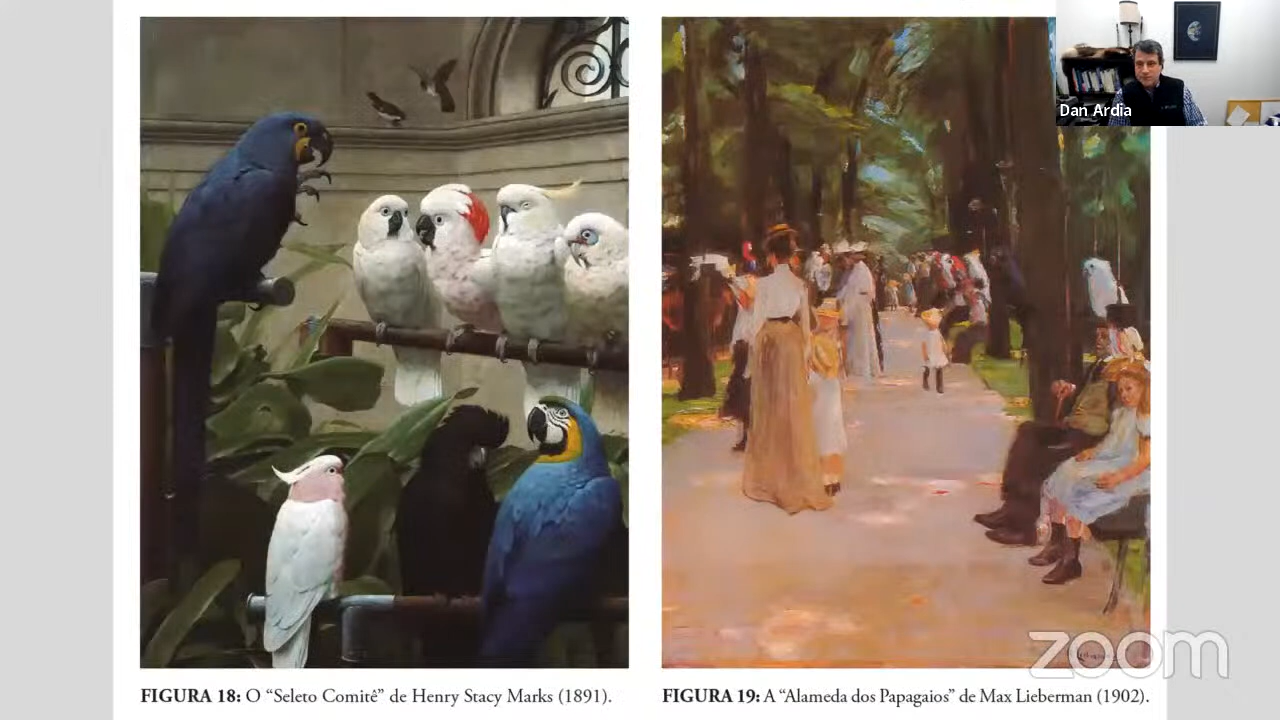 Dan Ardia
zoom
FIGURA 18: O “Seleto Comitê” de Henry Stacy Marks (1891).
FIGURA 19: A “Alameda dos Papagaios” de Max Lieberman (1902).